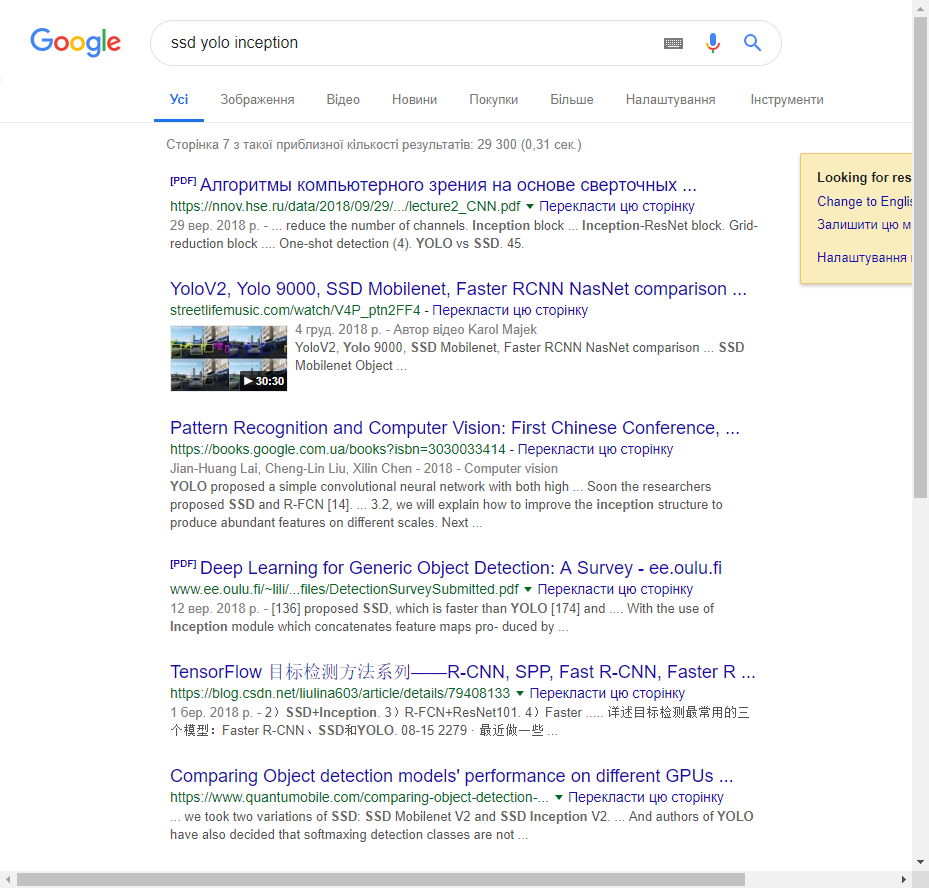 Google
ssd yolo inception
Усі Зображення Відео Новини Покупки Більше Налаштування Інструменти
Сторінка 7 з такої приблизної кількості результатів: 29 300 (0,31 сек.)
[PDF] Алгоритмы компьютерного зрения на основе сверточных ...
https://nnov.hse.ru/data/2018/09/29/.../lecture2_CNN.pdf ▼ Перекласти цю сторінку
29 вер. 2018 р. - ... reduce the number of channels. Inception block ... Inception-ResNet block. Grid-
reduction block .... One-shot detection (4). YOLO vs SSD. 45.
Looking for res
Change to Englis
Залишити цю м
Налаштування
YoloV2, Yolo 9000, SSD Mobilenet, Faster RCNN NasNet comparison ...
streetlifemusic.com/watch/V4P_ptn2FF4 - Перекласти цю сторінку
4 груд. 2018 р. - Автор відео Karol Majek
YoloV2, Yolo 9000, SSD Mobilenet, Faster RCNN NasNet comparison ... SSD
Mobilenet Object ...
30:30
Pattern Recognition and Computer Vision: First Chinese Conference, ...
https://books.google.com.ua/books?isbn=3030033414 - Перекласти цю сторінку
Jian-Huang Lai, Cheng-Lin Liu, Xilin Chen - 2018 - Computer vision
YOLO proposed a simple convolutional neural network with both high ... Soon the researchers
proposed SSD and R-FCN [14]. ... 3.2, we will explain how to improve the inception structure to
produce abundant features on different scales. Next ...
[PDF] Deep Learning for Generic Object Detection: A Survey - ee.oulu.fi
www.ee.oulu.fi/~lili/...files/DetectionSurveySubmitted.pdf ▼ Перекласти цю сторінку
12 вер. 2018 р. - [136] proposed SSD, which is faster than YOLO [174] and .... With the use of
Inception module which concatenates feature maps pro- duced by ...
TensorFlow 目标检测方法系列——R-CNN, SPP, Fast R-CNN, Faster R ...
https://blog.csdn.net/liulina603/article/details/79408133 ▼ Перекласти цю сторінку
1 бер. 2018 р. - 2）SSD+Inception. 3）R-FCN+ResNet101. 4）Faster ..... 详述目标检测最常用的三
个模型：Faster R-CNN、SSD和YOLO. 08-15 2279 · 最近做一些 ...
Comparing Object detection models' performance on different GPUs ...
https://www.quantumobile.com/comparing-object-detection-... ▼ Перекласти цю сторінку
... we took two variations of SSD: SSD Mobilenet V2 and SSD Inception V2. ... And authors of YOLO
have also decided that softmaxing detection classes are not ...